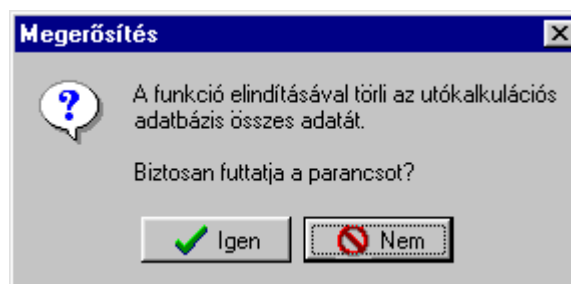 Megerősítés
A funkció elindításával törli az utókalkulációs
adatbázis összes adatát.
Biztosan futtatja a parancsot?
Igen
Nem